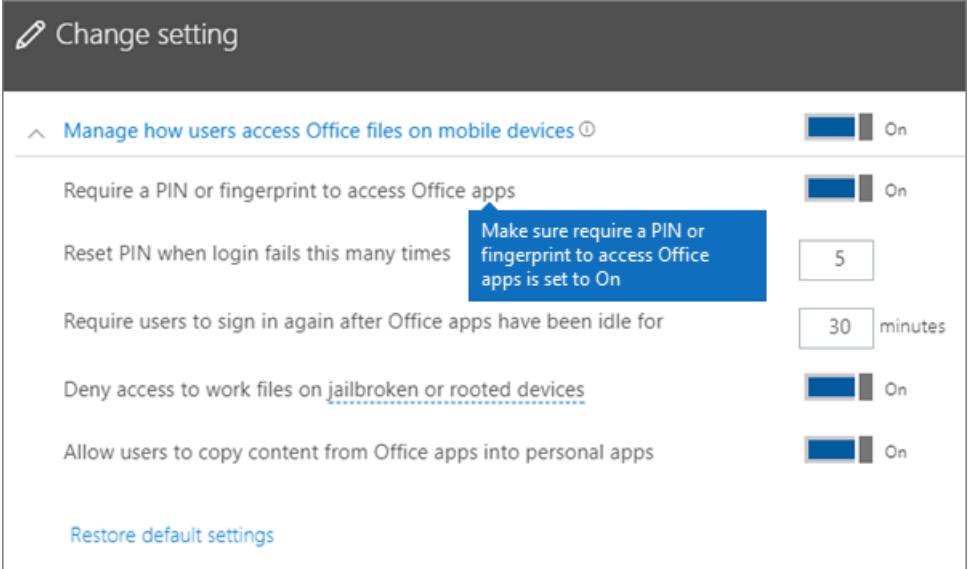 Change setting
Manage how users access Office files on mobile devices
On
Require a PIN or fingerprint to access Office apps
On
Make sure require a PIN or
fingerprint to access Office
apps is set to On
Reset PIN when login fails this many times
5
Require users to sign in again after Office apps have been idle for
30 minutes
Deny access to work files on jailbroken or rooted devices
On
Allow users to copy content from Office apps into personal apps
On
Restore default settings